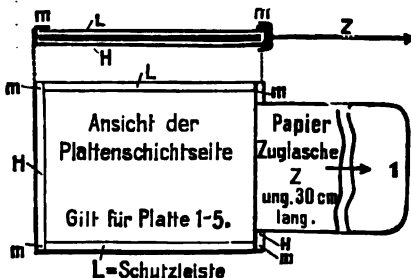 m L m
Z
H
L
m m
H
Ansicht der
Plattenschichtseite
Gilt für Platte 1-5.
Papier
Zuglasche
Z
ung. 30 cm
lang.
1
H
m m
L=Schutzleiste